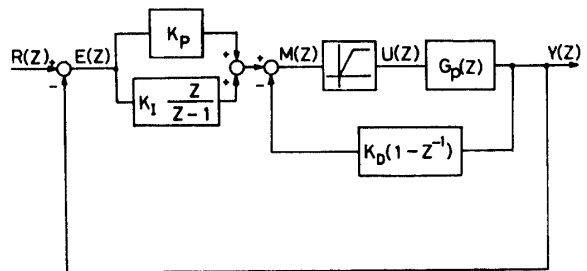 K_P
R(Z) + E(Z) + + M(Z) U(Z) G_P(Z) Y(Z)
- + -
K_I Z/(Z-1)
K_D(1-Z^{-1})